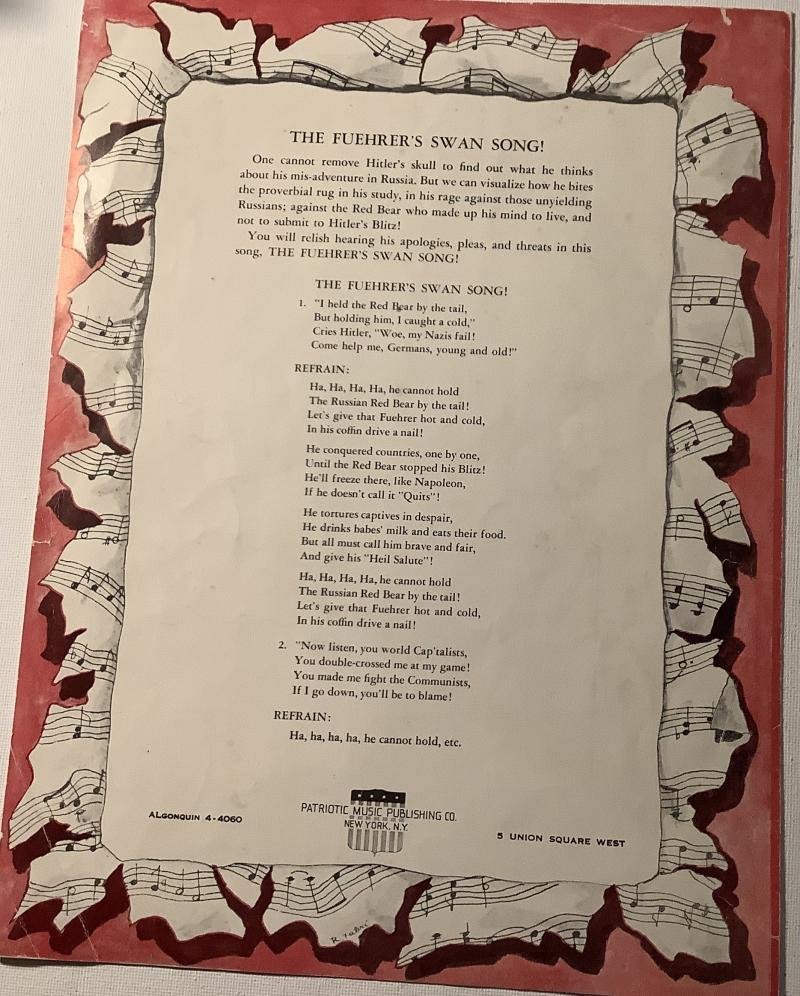 THE FUEHRER'S SWAN SONG!
One cannot remove Hitler's skull to find out what he thinks
about his mis-adventure in Russia. But we can visualize how he bites
the proverbial rug in his study, in his rage against those unyielding
Russians; against the Red Bear who made up his mind to live, and
not to submit to Hitler's Blitz!
You will relish hearing his apologies, pleas, and threats in this
song, THE FUEHRER'S SWAN SONG!
THE FUEHRER'S SWAN SONG!
1. "I held the Red Bear by the tail,
But holding him, I caught a cold,"
Cries Hitler, "Woe, my Nazis fail!
Come help me, Germans, young and old!"
REFRAIN:
Ha, Ha, Ha, Ha, he cannot hold
The Russian Red Bear by the tail!
Let's give that Fuehrer hot and cold,
In his coffin drive a nail!
He conquered countries, one by one,
Until the Red Bear stopped his Blitz!
He'll freeze there, like Napoleon,
If he doesn't call it "Quits"!
He tortures captives in despair,
He drinks babes' milk and eats their food.
But all must call him brave and fair,
And give his "Heil Salute"!
Ha, Ha, Ha, Ha, he cannot hold
The Russian Red Bear by the tail!
Let's give that Fuehrer hot and cold,
In his coffin drive a nail!
2. "Now listen, you world Cap'talists,
You double-crossed me at my game!
You made me fight the Communists,
If I go down, you'll be to blame!
REFRAIN:
Ha, ha, ha, ha, he cannot hold, etc.
ALGONQUIN 4-4060
PATRIOTIC MUSIC PUBLISHING CO.
NEW YORK, N.Y.
5 UNION SQUARE WEST